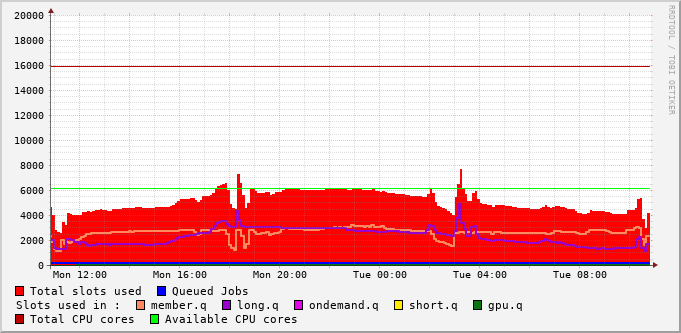 20000
18000
16000
14000
12000
10000
8000
6000
4000
2000
0
Mon 12:00 Mon 16:00 Mon 20:00 Tue 00:00 Tue 04:00 Tue 08:00
Total slots used Queued Jobs
Slots used in : member.q long.q ondemand.q short.q gpu.q
Total CPU cores Available CPU cores
RRDTOOL / TOBI OETIKER